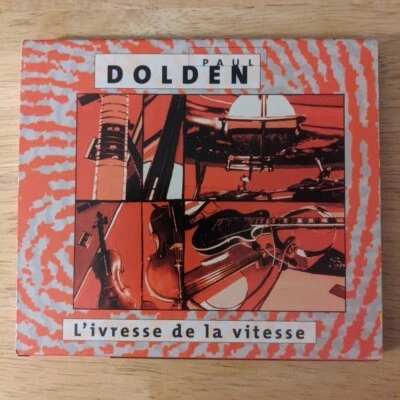 PAUL
DOLDEN
L'ivresse de la vitesse